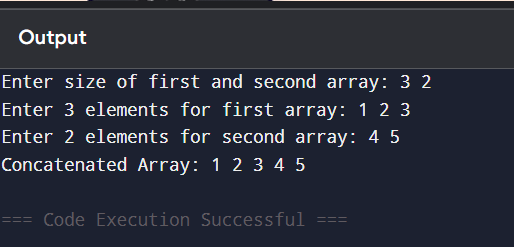 Output
Enter size of first and second array: 3 2
Enter 3 elements for first array: 1 2 3
Enter 2 elements for second array: 4 5
Concatenated Array: 1 2 3 4 5
=== Code Execution Successful ===